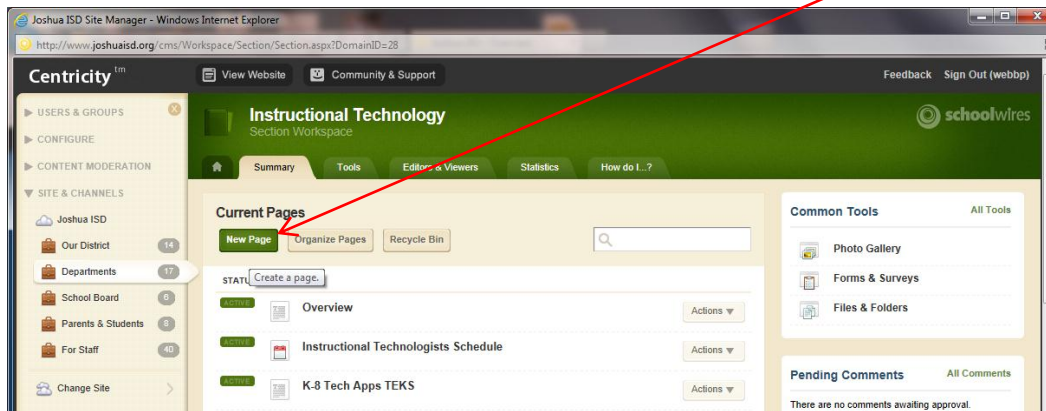 Joshua ISD Site Manager - Windows Internet Explorer
http://www.joshuaisd.org/cms/Workspace/Section/Section.aspx?DomainID=28
Centricity tm
View Website
Community & Support
Feedback Sign Out (webbp)
USERS & GROUPS
CONFIGURE
CONTENT MODERATION
SITE & CHANNELS
Joshua ISD
Our District 14
Departments 17
School Board 6
Parents & Students 8
For Staff 40
Change Site
Instructional Technology
Section Workspace
schoolwires
Summary Tools Editors & Viewers Statistics How do I...?
Current Pages
New Page Organize Pages Recycle Bin
Create a page.
ACTIVE Overview Actions
ACTIVE Instructional Technologists Schedule Actions
ACTIVE K-8 Tech Apps TEKS Actions
Common Tools All Tools
Photo Gallery
Forms & Surveys
Files & Folders
Pending Comments All Comments
There are no comments awaiting approval.